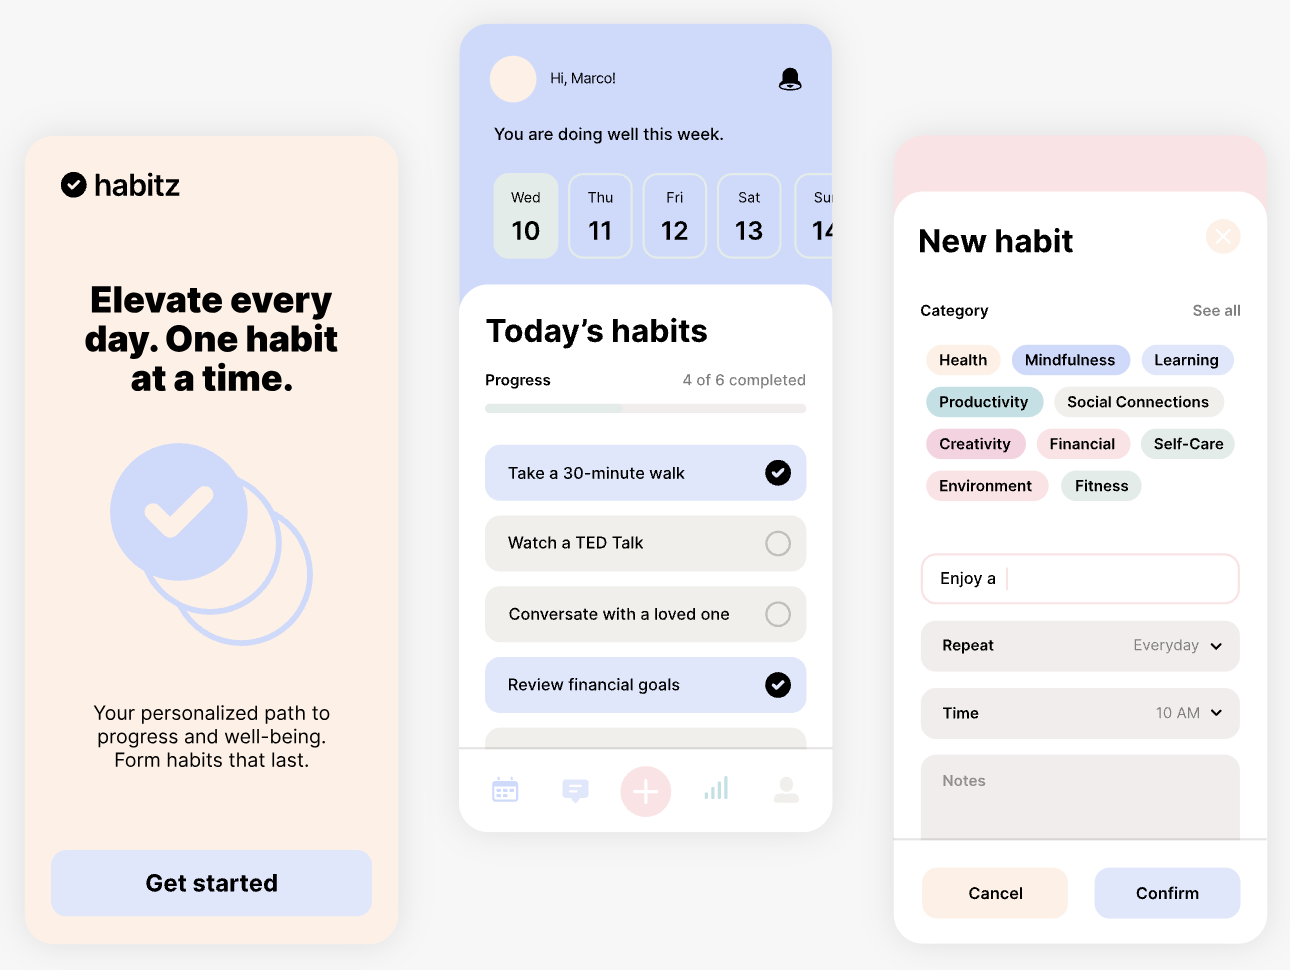 habitz
Elevate every
day. One habit
at a time.
Your personalized path to
progress and well-being.
Form habits that last.
Get started
Hi, Marco!
You are doing well this week.
Wed Thu Fri Sat Sun
10 11 12 13 14
Today’s habits
Progress 4 of 6 completed
Take a 30-minute walk
Watch a TED Talk
Conversate with a loved one
Review financial goals
New habit
Category See all
Health Mindfulness Learning
Productivity Social Connections
Creativity Financial Self-Care
Environment Fitness
Enjoy a
Repeat Everyday
Time 10 AM
Notes
Cancel Confirm